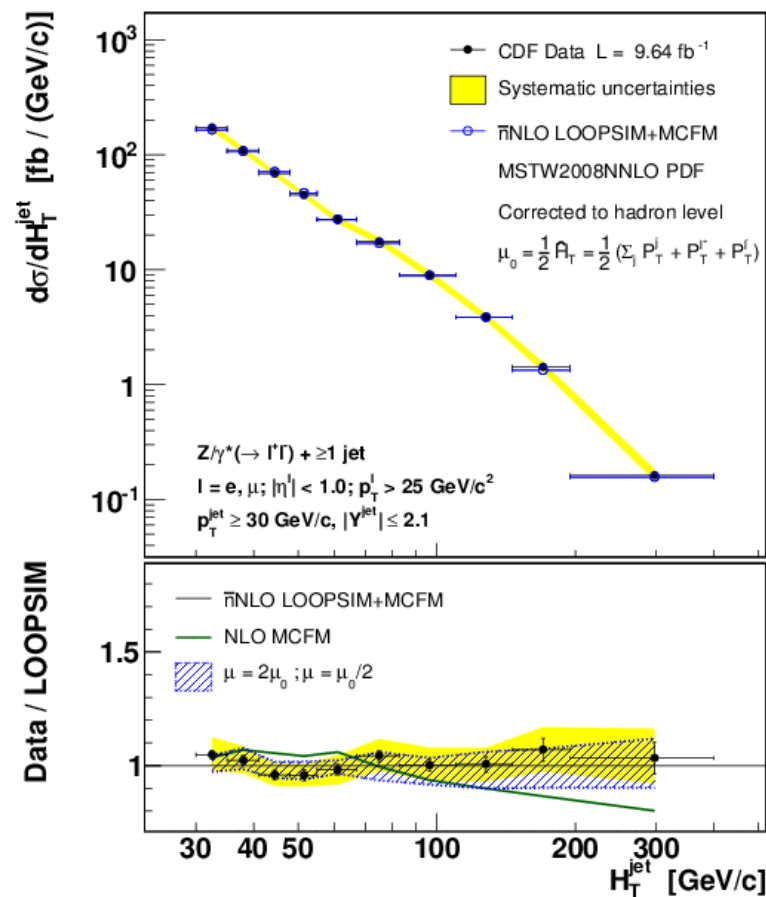 dσ/dH_T^jet [fb / (GeV/c)]
10³
10²
10
1
10⁻¹
CDF Data L = 9.64 fb⁻¹
Systematic uncertainties
n̅NLO LOOPSIM+MCFM
MSTW2008NNLO PDF
Corrected to hadron level
μ₀ = 1/2 Ĥ_T = 1/2 (Σ_j P_T^j + P_T^l⁻ + P_T^l⁺)
Z/γ*(→ l⁺l⁻) + ≥1 jet
l = e, μ; |η^l| < 1.0; p_T^l > 25 GeV/c²
p_T^jet ≥ 30 GeV/c, |Y^jet| ≤ 2.1
Data / LOOPSIM
1.5
1
n̅NLO LOOPSIM+MCFM
NLO MCFM
μ = 2μ₀ ; μ = μ₀/2
30 40 50 100 200 300
H_T^jet [GeV/c]